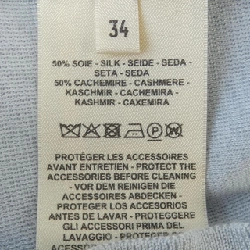 34
50% SOIE - SILK - SEIDE - SEDA -
SETA - SEDA
50% CACHEMIRE - CASHMERE -
KASCHMIR - CACHEMIRA -
KASHMIR - CAXEMIRA
PROTÉGER LES ACCESSOIRES
AVANT ENTRETIEN - PROTECT THE
ACCESSORIES BEFORE CLEANING
- VOR DEM REINIGEN DIE
ACCESSOIRES ABDECKEN -
PROTEGER LOS ACCESORIOS
ANTES DE LAVAR - PROTEGGERE
GLI ACCESSORI PRIMA DEL
LAVAGGIO - PROTEGER